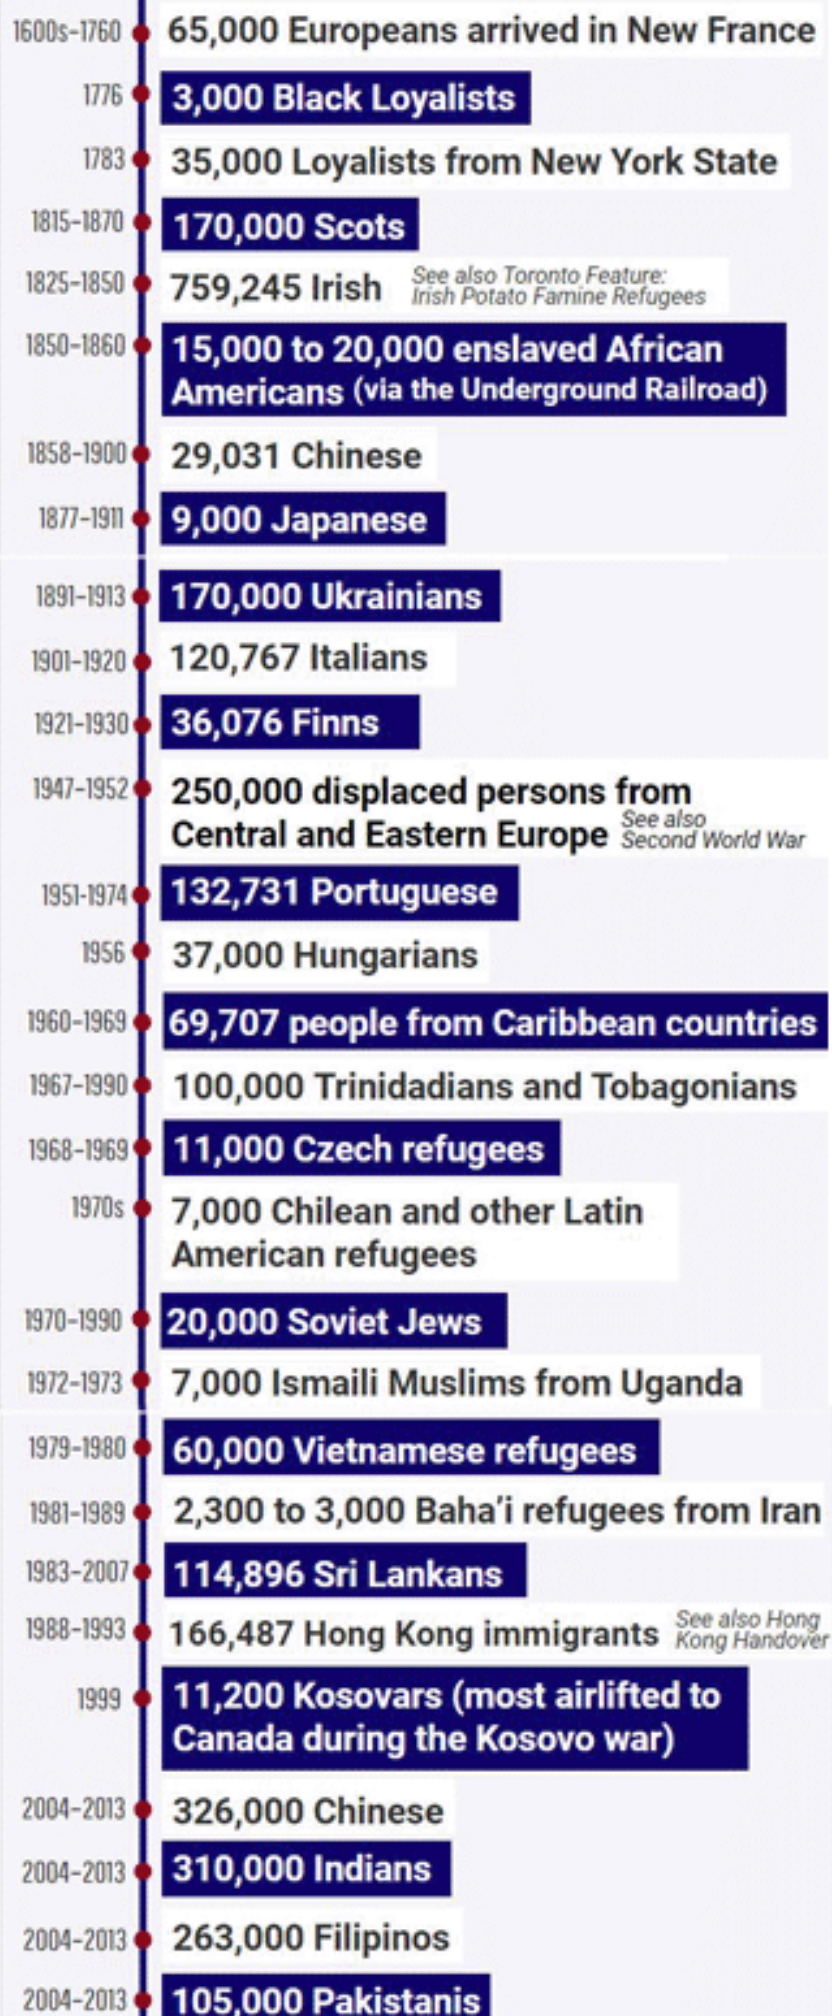 1600s-1760 65,000 Europeans arrived in New France
1776 3,000 Black Loyalists
1783 35,000 Loyalists from New York State
1815-1870 170,000 Scots
1825-1850 759,245 Irish See also Toronto Feature:
Irish Potato Famine Refugees
1850-1860 15,000 to 20,000 enslaved African
Americans (via the Underground Railroad)
1858-1900 29,031 Chinese
1877-1911 9,000 Japanese
1891-1913 170,000 Ukrainians
1901-1920 120,767 Italians
1921-1930 36,076 Finns
1947-1952 250,000 displaced persons from
Central and Eastern Europe See also
Second World War
1951-1974 132,731 Portuguese
1956 37,000 Hungarians
1960-1969 69,707 people from Caribbean countries
1967-1990 100,000 Trinidadians and Tobagonians
1968-1969 11,000 Czech refugees
1970s 7,000 Chilean and other Latin
American refugees
1970-1990 20,000 Soviet Jews
1972-1973 7,000 Ismaili Muslims from Uganda
1979-1980 60,000 Vietnamese refugees
1981-1989 2,300 to 3,000 Baha'i refugees from Iran
1983-2007 114,896 Sri Lankans
1988-1993 166,487 Hong Kong immigrants See also Hong
Kong Handover
1999 11,200 Kosovars (most airlifted to
Canada during the Kosovo war)
2004-2013 326,000 Chinese
2004-2013 310,000 Indians
2004-2013 263,000 Filipinos
2004-2013 105,000 Pakistanis